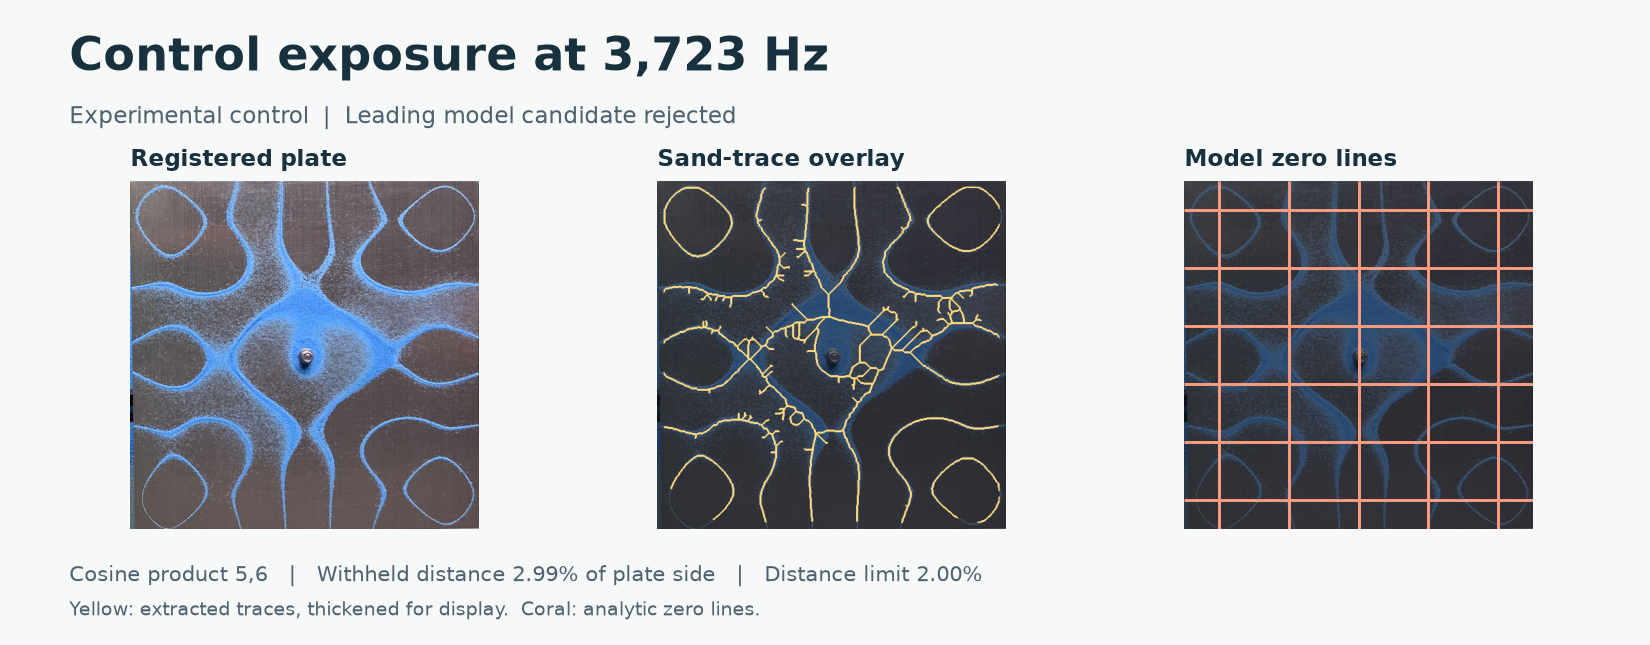 Control exposure at 3,723 Hz
Experimental control | Leading model candidate rejected
Registered plate
Sand-trace overlay
Model zero lines
Cosine product 5,6 | Withheld distance 2.99% of plate side | Distance limit 2.00%
Yellow: extracted traces, thickened for display. Coral: analytic zero lines.